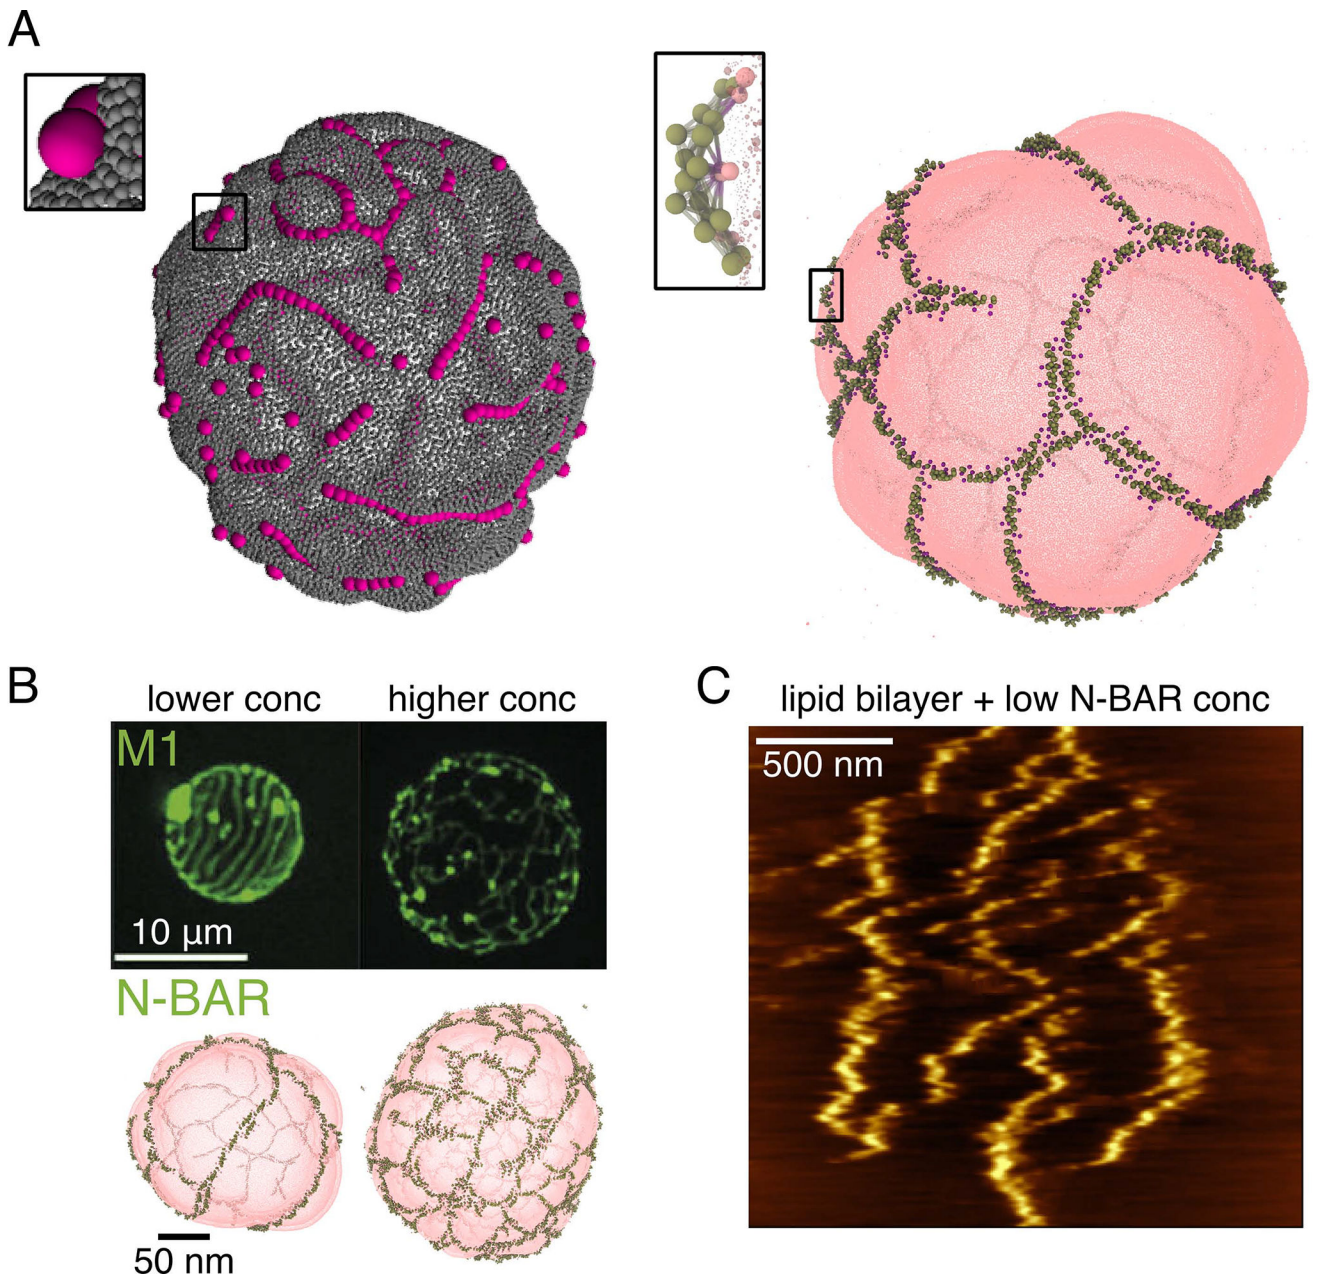 A
B
lower conc
higher conc
M1
10 μm
N-BAR
50 nm
C
lipid bilayer + low N-BAR conc
500 nm